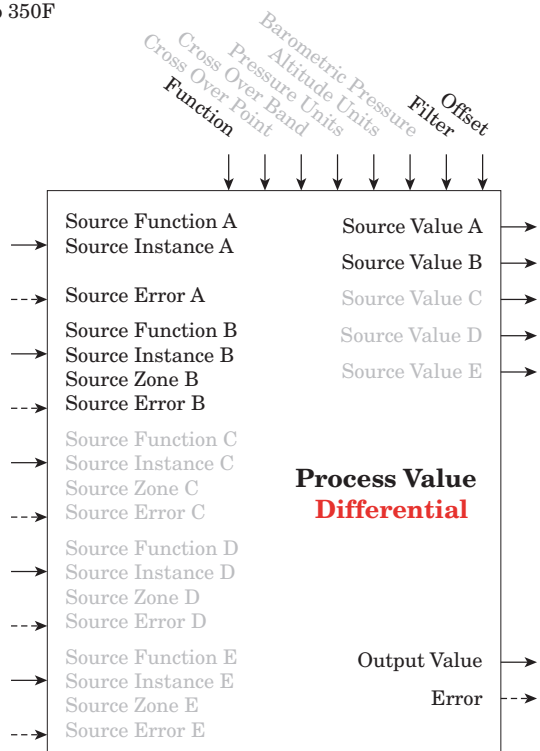 350F
Function
Cross Over Point
Cross Over Band
Pressure Units
Altitude Units
Barometric Pressure
Filter
Offset
Source Function A
Source Instance A
Source Error A
Source Function B
Source Instance B
Source Zone B
Source Error B
Source Function C
Source Instance C
Source Zone C
Source Error C
Source Function D
Source Instance D
Source Zone D
Source Error D
Source Function E
Source Instance E
Source Zone E
Source Error E
Source Value A
Source Value B
Source Value C
Source Value D
Source Value E
Process Value
Differential
Output Value
Error